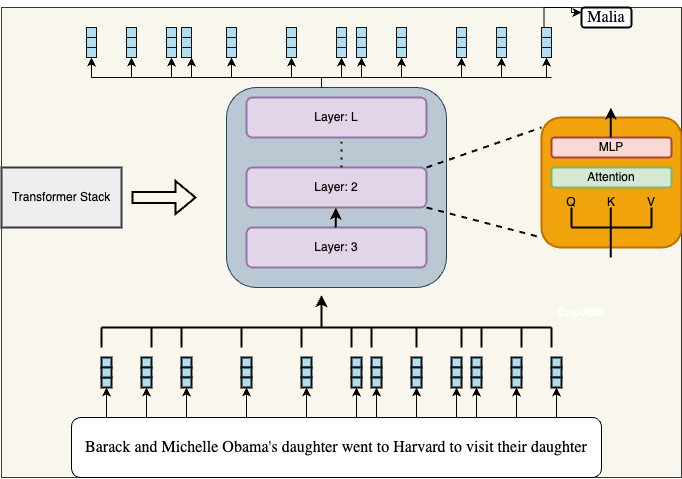 Malia
Layer: L
MLP
Transformer Stack
Layer: 2
Attention
Q K V
Layer: 3
Encoder
Barack and Michelle Obama's daughter went to Harvard to visit their daughter